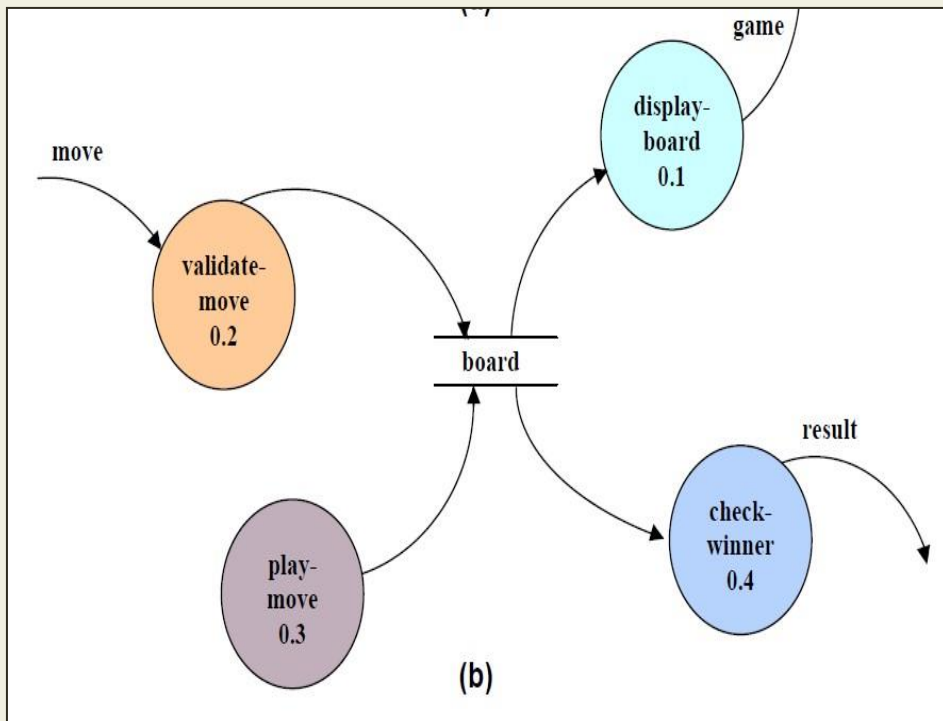 game
display-
board
0.1
move
validate-
move
0.2
board
result
check-
winner
0.4
play-
move
0.3
(b)